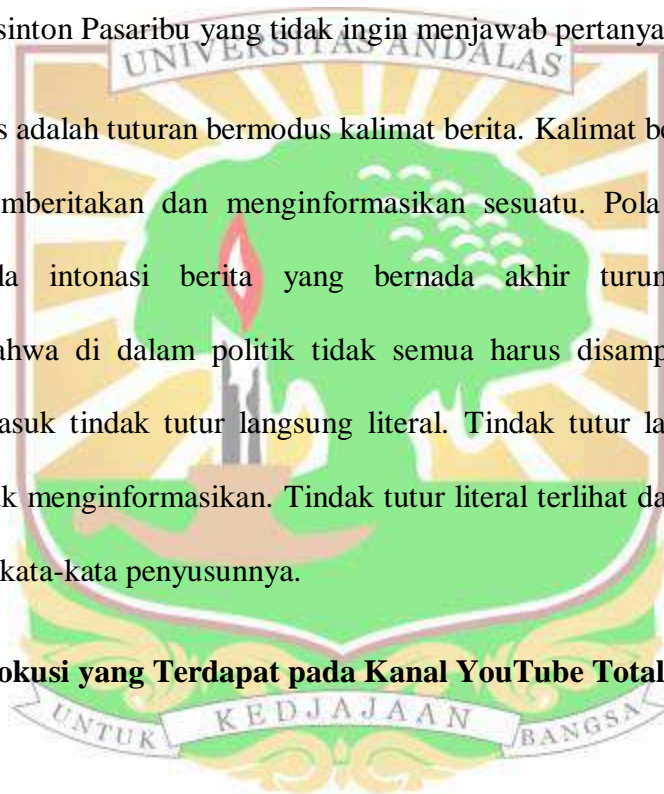 sinton Pasaribu yang tidak ingin menjawab pertanya
UNIVERSITAS ANDALAS
s adalah tuturan bermodus kalimat berita. Kalimat be
mberitakan dan menginformasikan sesuatu. Pola
la intonasi berita yang bernada akhir turun
ahwa di dalam politik tidak semua harus disamp
asuk tindak tutur langsung literal. Tindak tutur la
k menginformasikan. Tindak tutur literal terlihat da
kata-kata penyusunnya.
okusi yang Terdapat pada Kanal YouTube Total
UNTUK KEDJAJAAN BANGSA